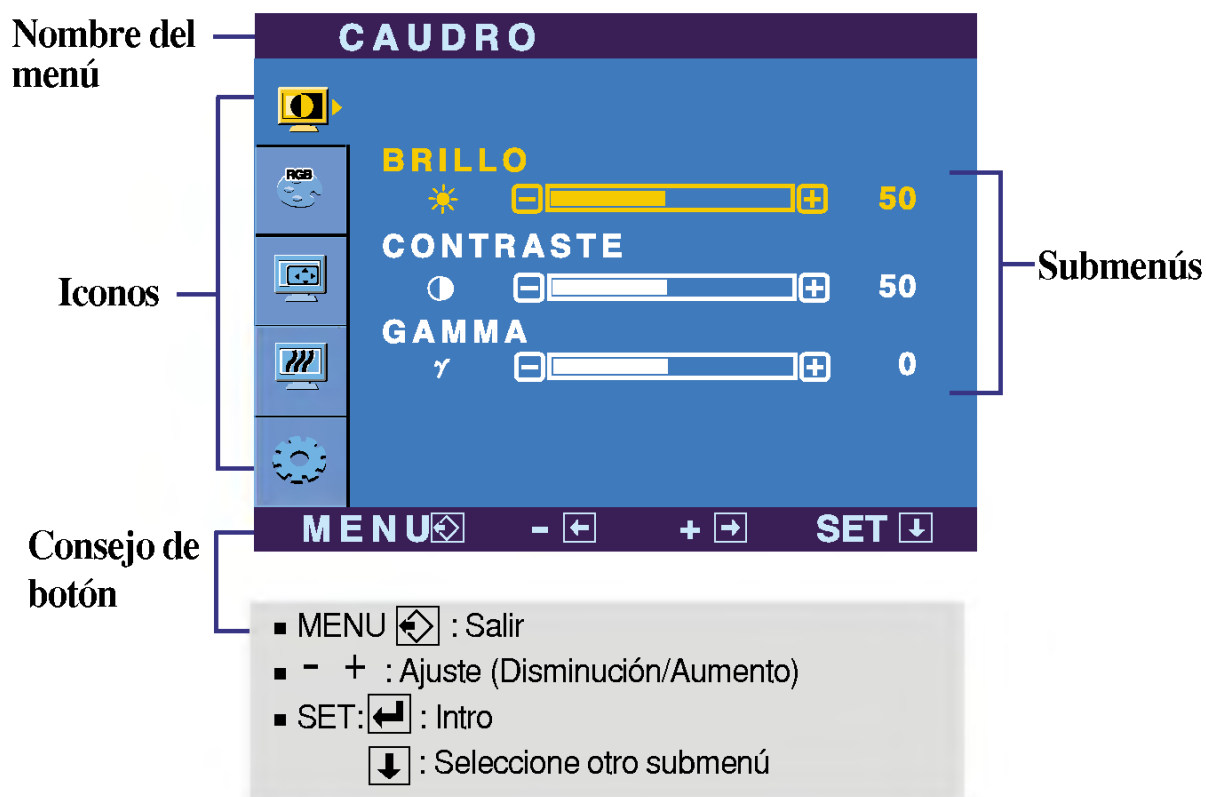 Nombre del
menú
CAUDRO
RGB
BRILLO
50
CONTRASTE
50
GAMMA
γ
0
Iconos
Submenús
MENU - + SET
Consejo de
botón
▪ MENU : Salir
▪ - + : Ajuste (Disminución/Aumento)
▪ SET: ↵ : Intro
↓ : Seleccione otro submenú